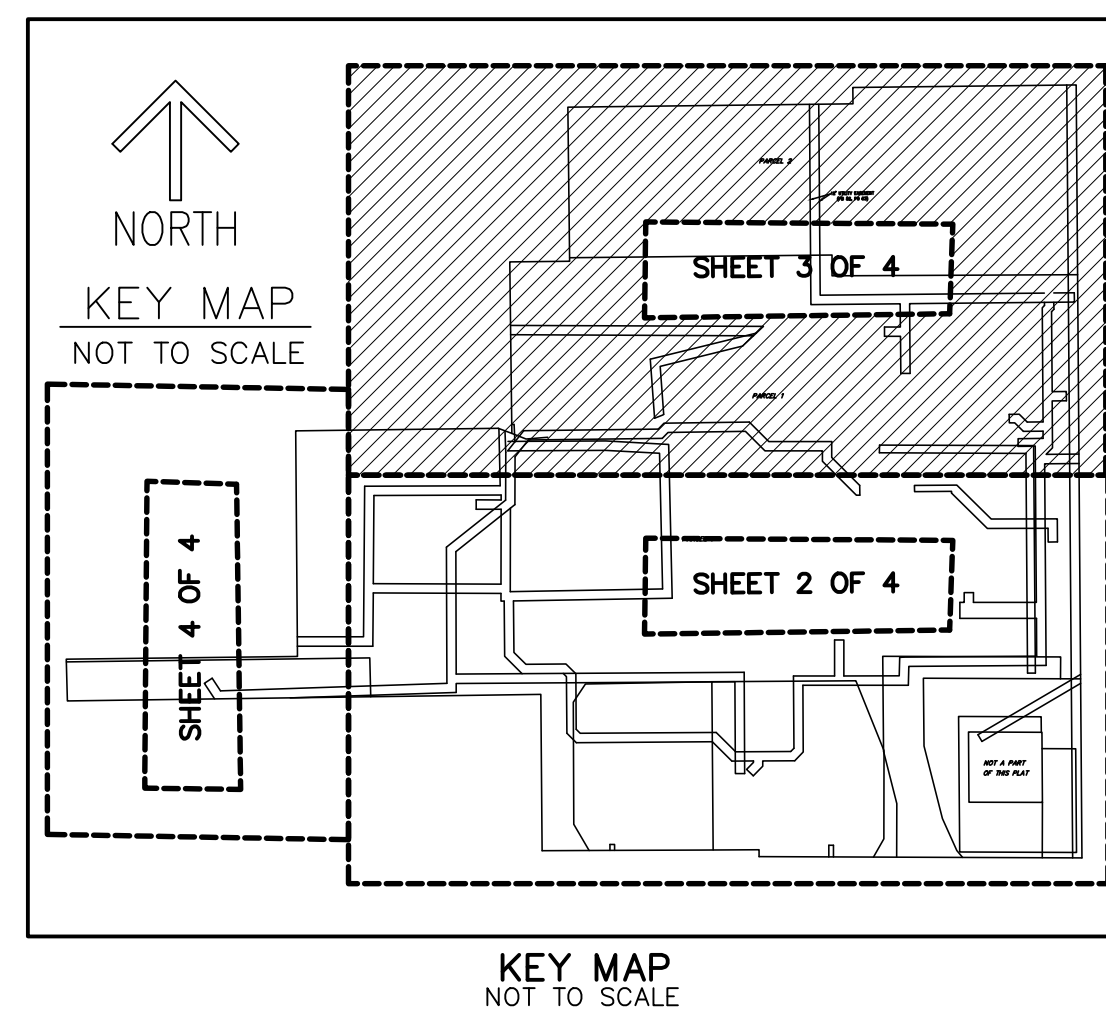 NORTH
KEY MAP
NOT TO SCALE
PARCEL 2
SHEET 3 OF 4
PARCEL 1
SHEET 4 OF 4
SHEET 2 OF 4
NOT A PART
OF THIS PLAT
KEY MAP
NOT TO SCALE